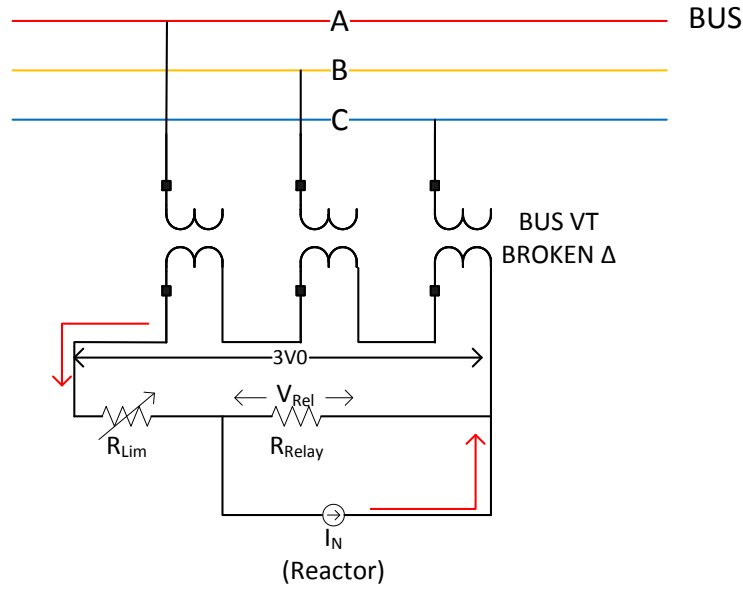 A
BUS
B
C
BUS VT
BROKEN Δ
3V0
VRel
RLim
RRelay
IN
(Reactor)